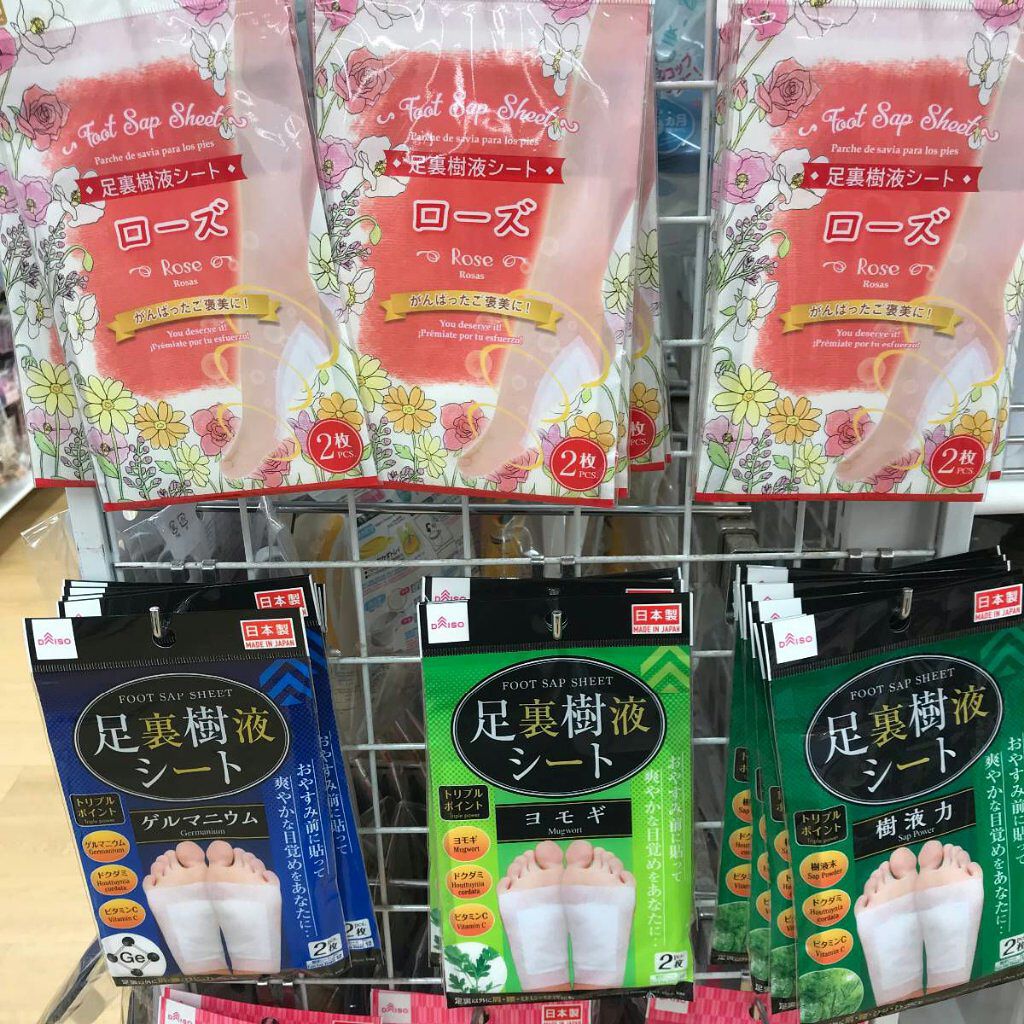 Foot Sap Sheet
Parche de savia para los pies
足裏樹液シート
ローズ
Rose
Rosas
がんばったご褒美に!
You deserve it!
¡Prémiate por tu esfuerzo!
2枚
PCS.
Foot Sap Sheet
Parche de savia para los pies
足裏樹液シート
ローズ
Rose
Rosas
がんばったご褒美に!
You deserve it!
¡Prémiate por tu esfuerzo!
2枚
PCS.
Foot Sap Sheet
Parche de savia para los pies
足裏樹液シート
ローズ
Rose
Rosas
がんばったご褒美に!
You deserve it!
¡Prémiate por tu esfuerzo!
2枚
PCS.
DAISO
日本製
MADE IN JAPAN
FOOT SAP SHEET
足裏樹液
シート
おやすみ前に貼って
爽やかな目覚めをあなたに…
トリプル
ポイント
Triple power
ゲルマニウム
Germanium
ゲルマニウム
Germanium
ドクダミ
Houttuynia
cordata
ビタミンC
Vitamin C
Ge
2枚
DAISO
日本製
MADE IN JAPAN
FOOT SAP SHEET
足裏樹液
シート
おやすみ前に貼って
爽やかな目覚めをあなたに…
トリプル
ポイント
Triple power
ヨモギ
Mugwort
ヨモギ
Mugwort
ドクダミ
Houttuynia
cordata
ビタミンC
Vitamin C
2枚
DAISO
日本製
MADE IN JAPAN
FOOT SAP SHEET
足裏樹液
シート
おやすみ前に貼って
爽やかな目覚めをあなたに…
トリプル
ポイント
Triple power
樹液力
Sap Power
樹液末
Sap Powder
ドクダミ
Houttuynia
cordata
ビタミンC
Vitamin C
2枚
DAISO
日本製
DAISO
日本製